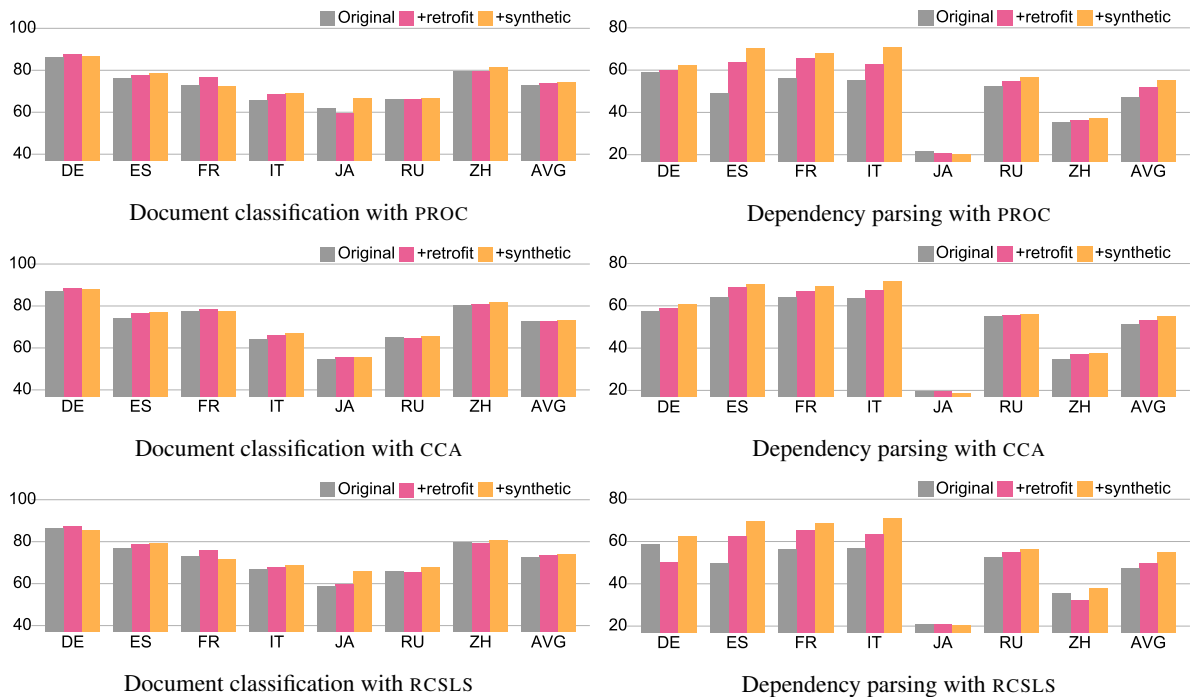 Original +retrofit +synthetic
100
80
60
40
DE ES FR IT JA RU ZH AVG
Document classification with PROC
Original +retrofit +synthetic
80
60
40
20
DE ES FR IT JA RU ZH AVG
Dependency parsing with PROC
Original +retrofit +synthetic
100
80
60
40
DE ES FR IT JA RU ZH AVG
Document classification with CCA
Original +retrofit +synthetic
80
60
40
20
DE ES FR IT JA RU ZH AVG
Dependency parsing with CCA
Original +retrofit +synthetic
100
80
60
40
DE ES FR IT JA RU ZH AVG
Document classification with RCSLS
Original +retrofit +synthetic
80
60
40
20
DE ES FR IT JA RU ZH AVG
Dependency parsing with RCSLS